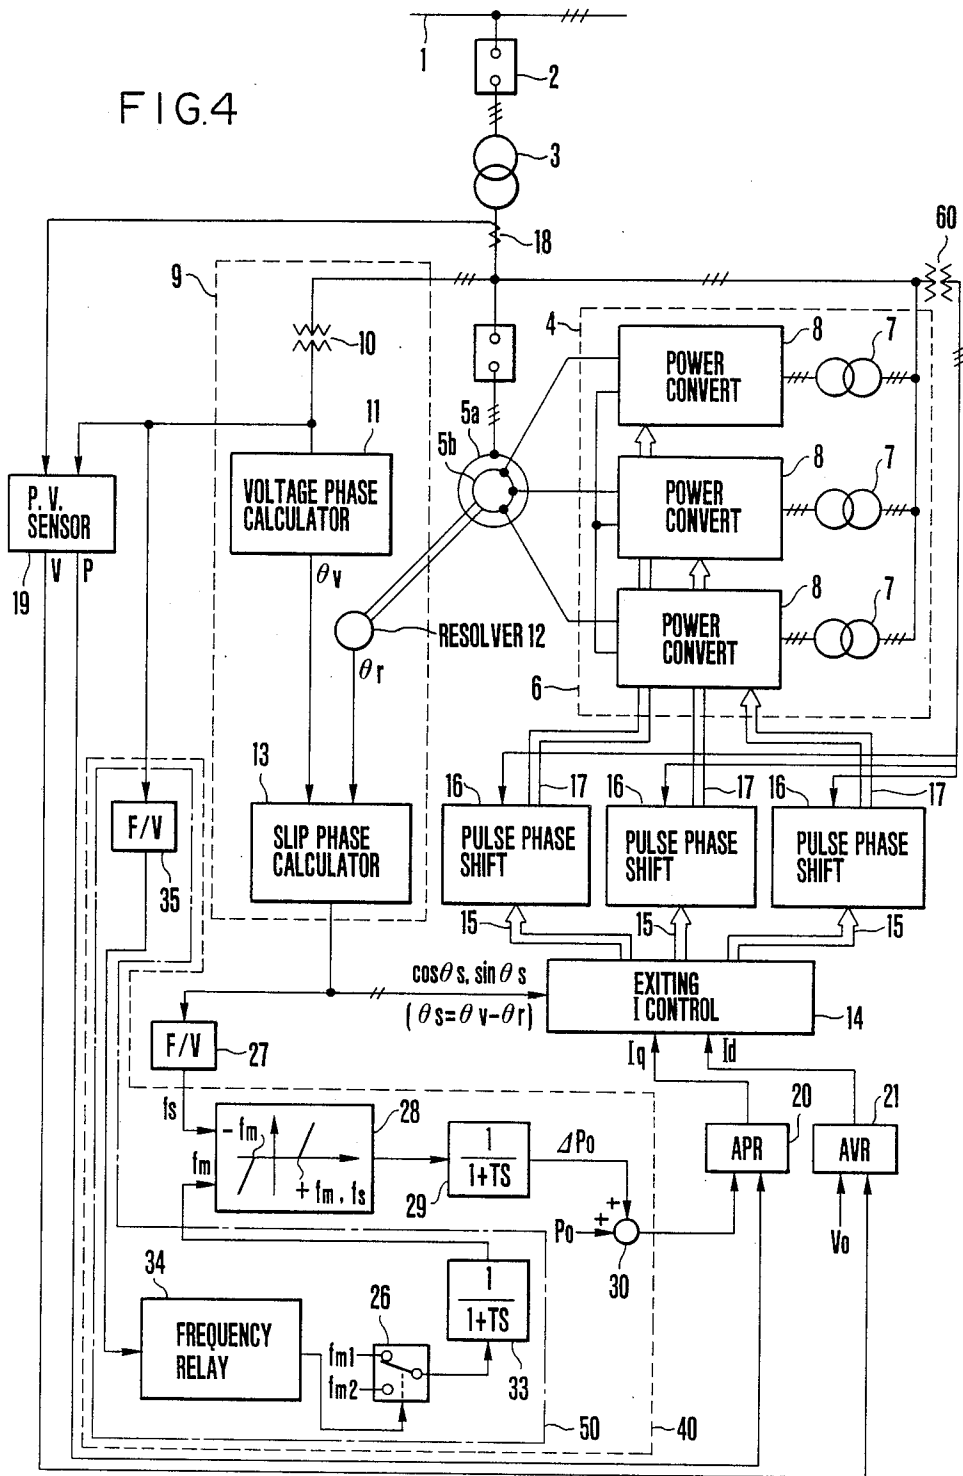 1
2
FIG.4
3
18
60
9
10
4
8
7
POWER
CONVERT
5a
5b
11
VOLTAGE PHASE
CALCULATOR
8
7
POWER
CONVERT
P. V.
SENSOR
V P
19
θv
RESOLVER 12
θr
8
7
POWER
CONVERT
6
13
SLIP PHASE
CALCULATOR
16
17
PULSE PHASE
SHIFT
16
17
PULSE PHASE
SHIFT
16
17
PULSE PHASE
SHIFT
F/V
35
15
15
15
cosθs, sinθs
(θs=θv-θr)
EXITING
I CONTROL
14
F/V
27
Iq
Id
fs
fm
-fm
+fm, fs
28
1
1+TS
29
ΔPo
20
APR
21
AVR
+
+
Po
30
Vo
34
FREQUENCY
RELAY
26
fm1
fm2
1
1+TS
33
50
40